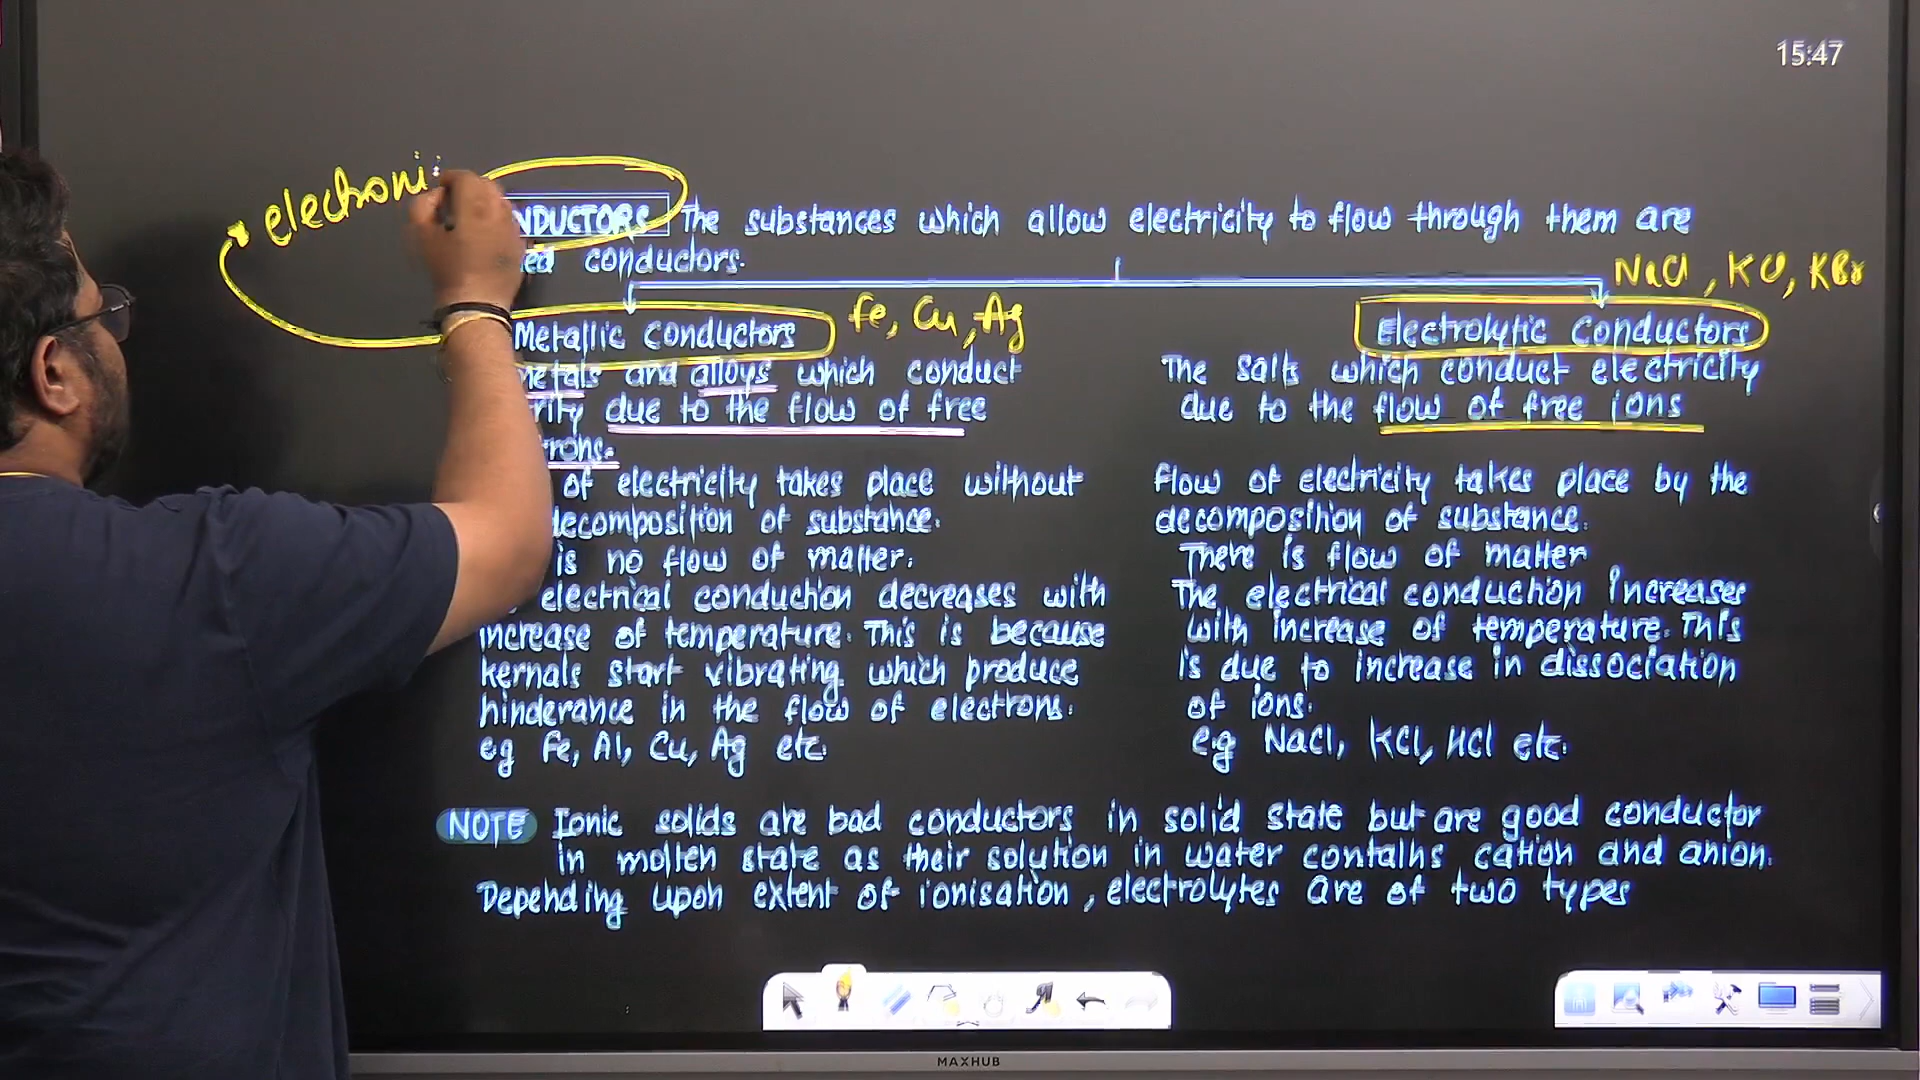 15:47
electroni
NDUCTORS The substances which allow electricity to flow through them are
ed conductors.
NaCl, KCl, KBr
Metallic Conductors
Fe, Cu, Ag
Electrolytic Conductors
metals and alloys which conduct
rity due to the flow of free
trons.
The salts which conduct electricity
due to the flow of free ions
of electricity takes place without
decomposition of substance.
is no flow of matter.
Flow of electricity takes place by the
decomposition of substance.
There is flow of matter
electrical conduction decreases with
increase of temperature. This is because
kernals start vibrating which produce
hinderance in the flow of electrons.
eg Fe, Al, Cu, Ag etc.
The electrical conduction increases
with increase of temperature. This
is due to increase in dissociation
of ions.
e.g NaCl, KCl, HCl etc.
NOTE Ionic solids are bad conductors in solid state but are good conductor
in molten state as their solution in water contains cation and anion.
Depending upon extent of ionisation, electrolytes are of two types
MAXHUB